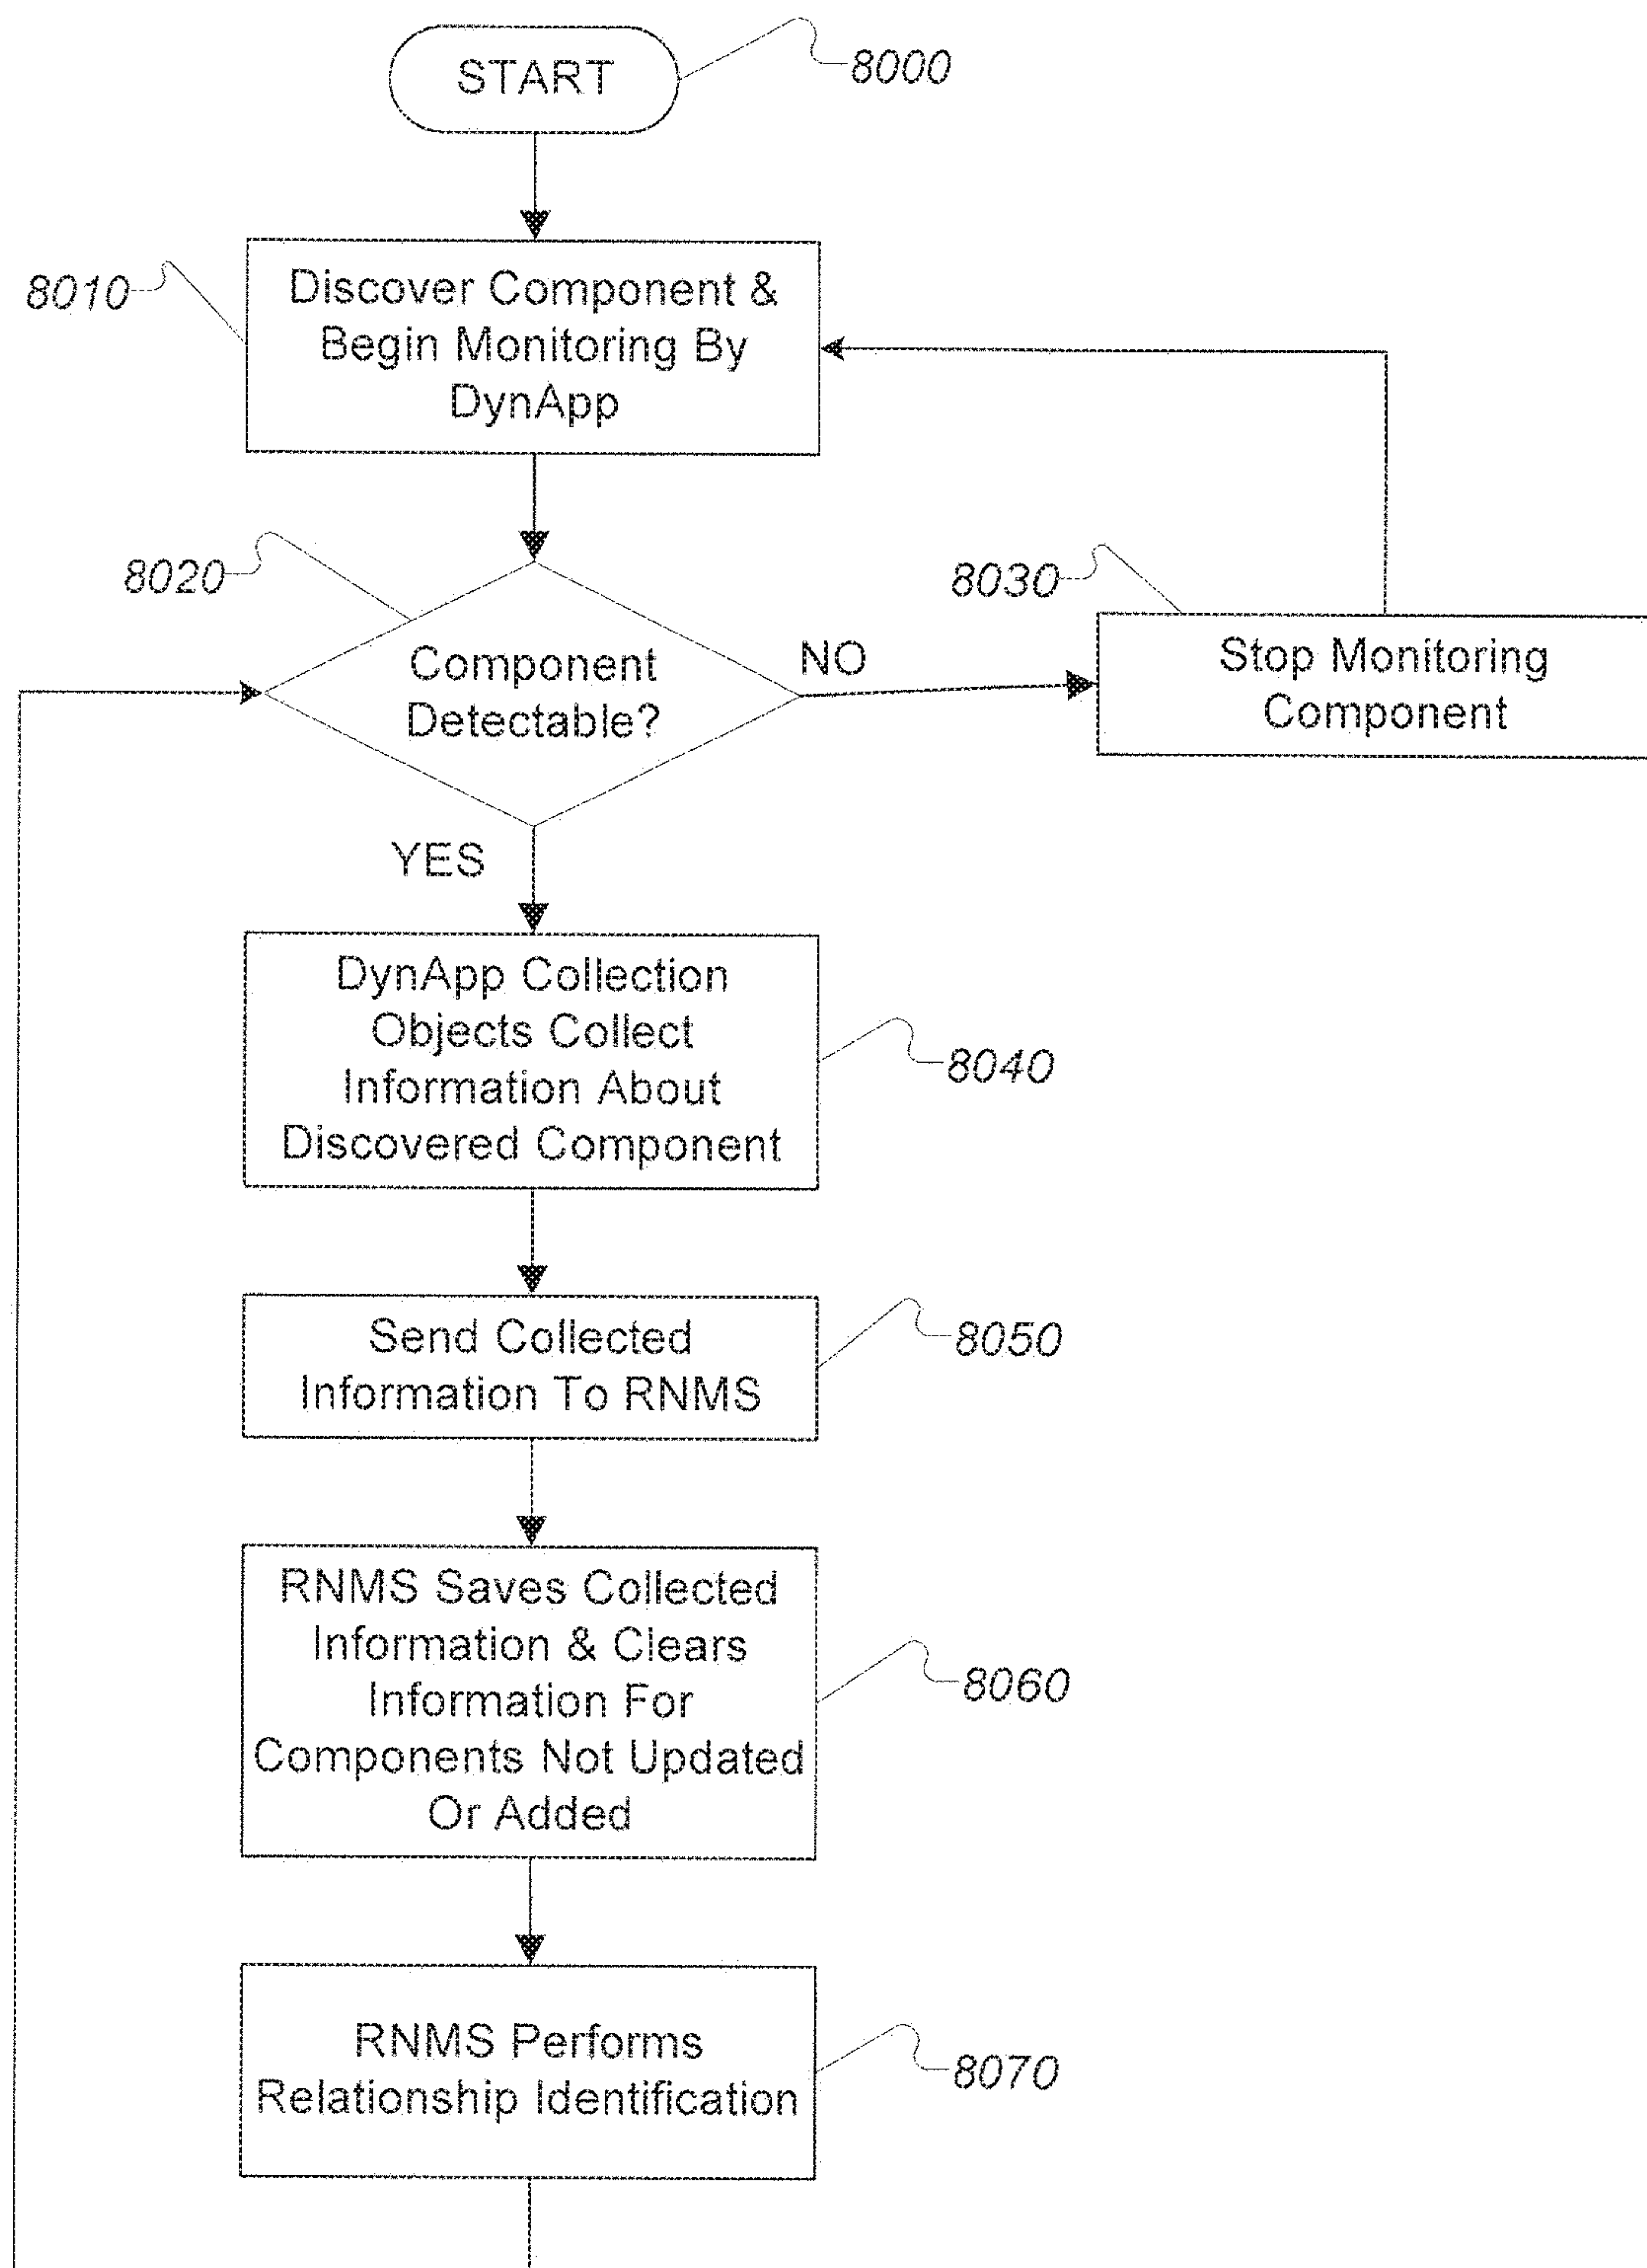 START
8000
8010
Discover Component &
Begin Monitoring By
DynApp
8020
Component
Detectable?
NO
8030
Stop Monitoring
Component
YES
DynApp Collection
Objects Collect
Information About
Discovered Component
8040
Send Collected
Information To RNMS
8050
RNMS Saves Collected
Information & Clears
Information For
Components Not Updated
Or Added
8060
RNMS Performs
Relationship Identification
8070